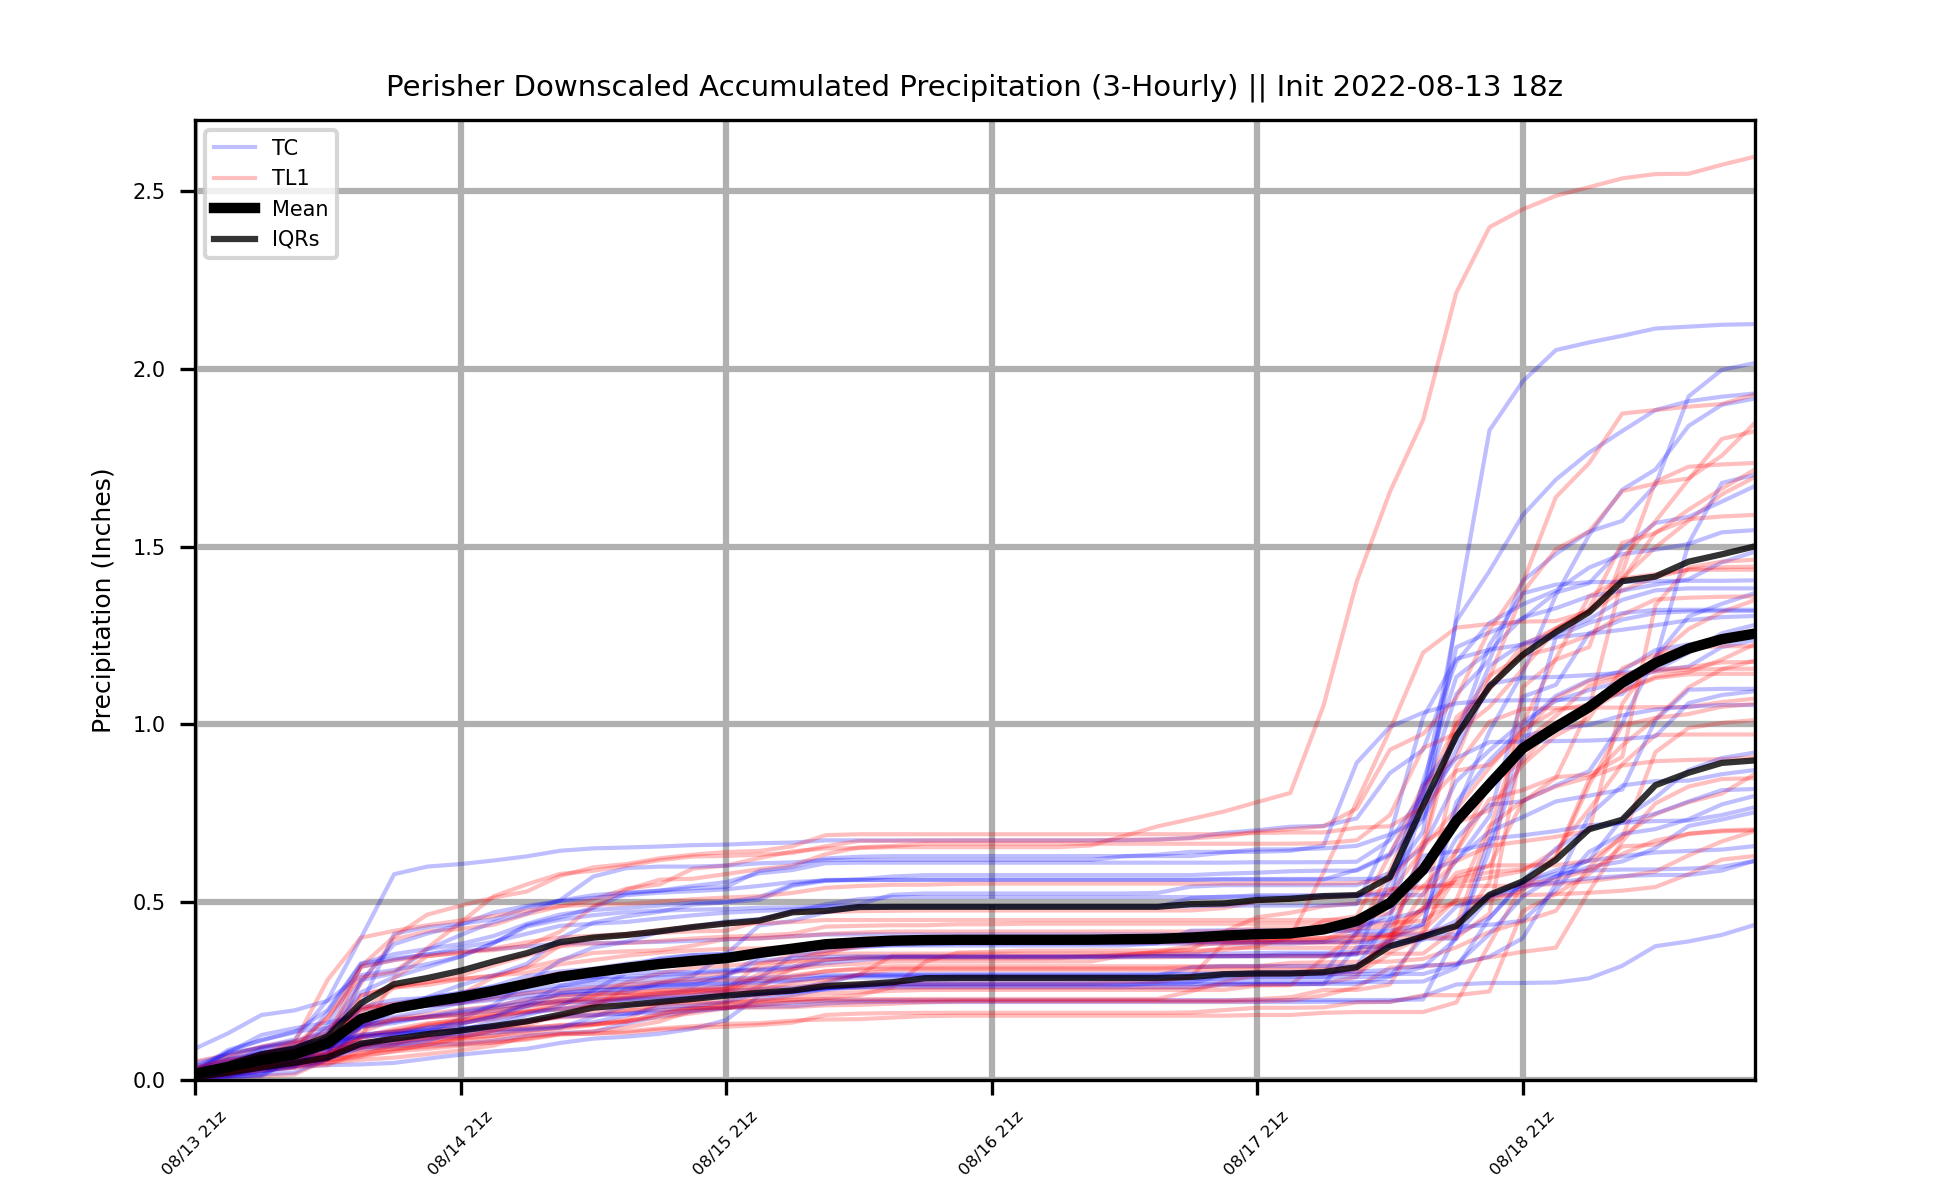 Perisher Downscaled Accumulated Precipitation (3-Hourly) || Init 2022-08-13 18z
TC
TL1
Mean
IQRs
Precipitation (Inches)
2.5
2.0
1.5
1.0
0.5
0.0
08/13 21z
08/14 21z
08/15 21z
08/16 21z
08/17 21z
08/18 21z